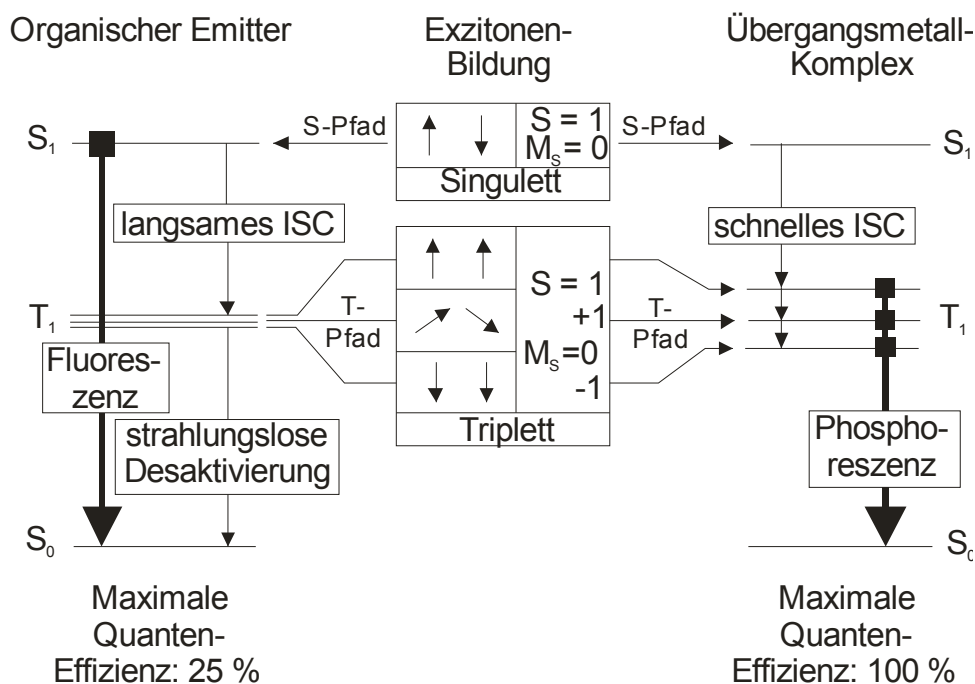 Organischer Emitter
Exzitonen-
Bildung
Übergangsmetall-
Komplex
S₁
S-Pfad
S = 1
Mₛ = 0
Singulett
S-Pfad
S₁
langsames ISC
schnelles ISC
T₁
T-
Pfad
S = 1
+1
Mₛ=0
-1
Triplett
T-
Pfad
T₁
Fluores-
zenz
strahlungslose
Desaktivierung
Phospho-
reszenz
S₀
S₀
Maximale
Quanten-
Effizienz: 25 %
Maximale
Quanten-
Effizienz: 100 %